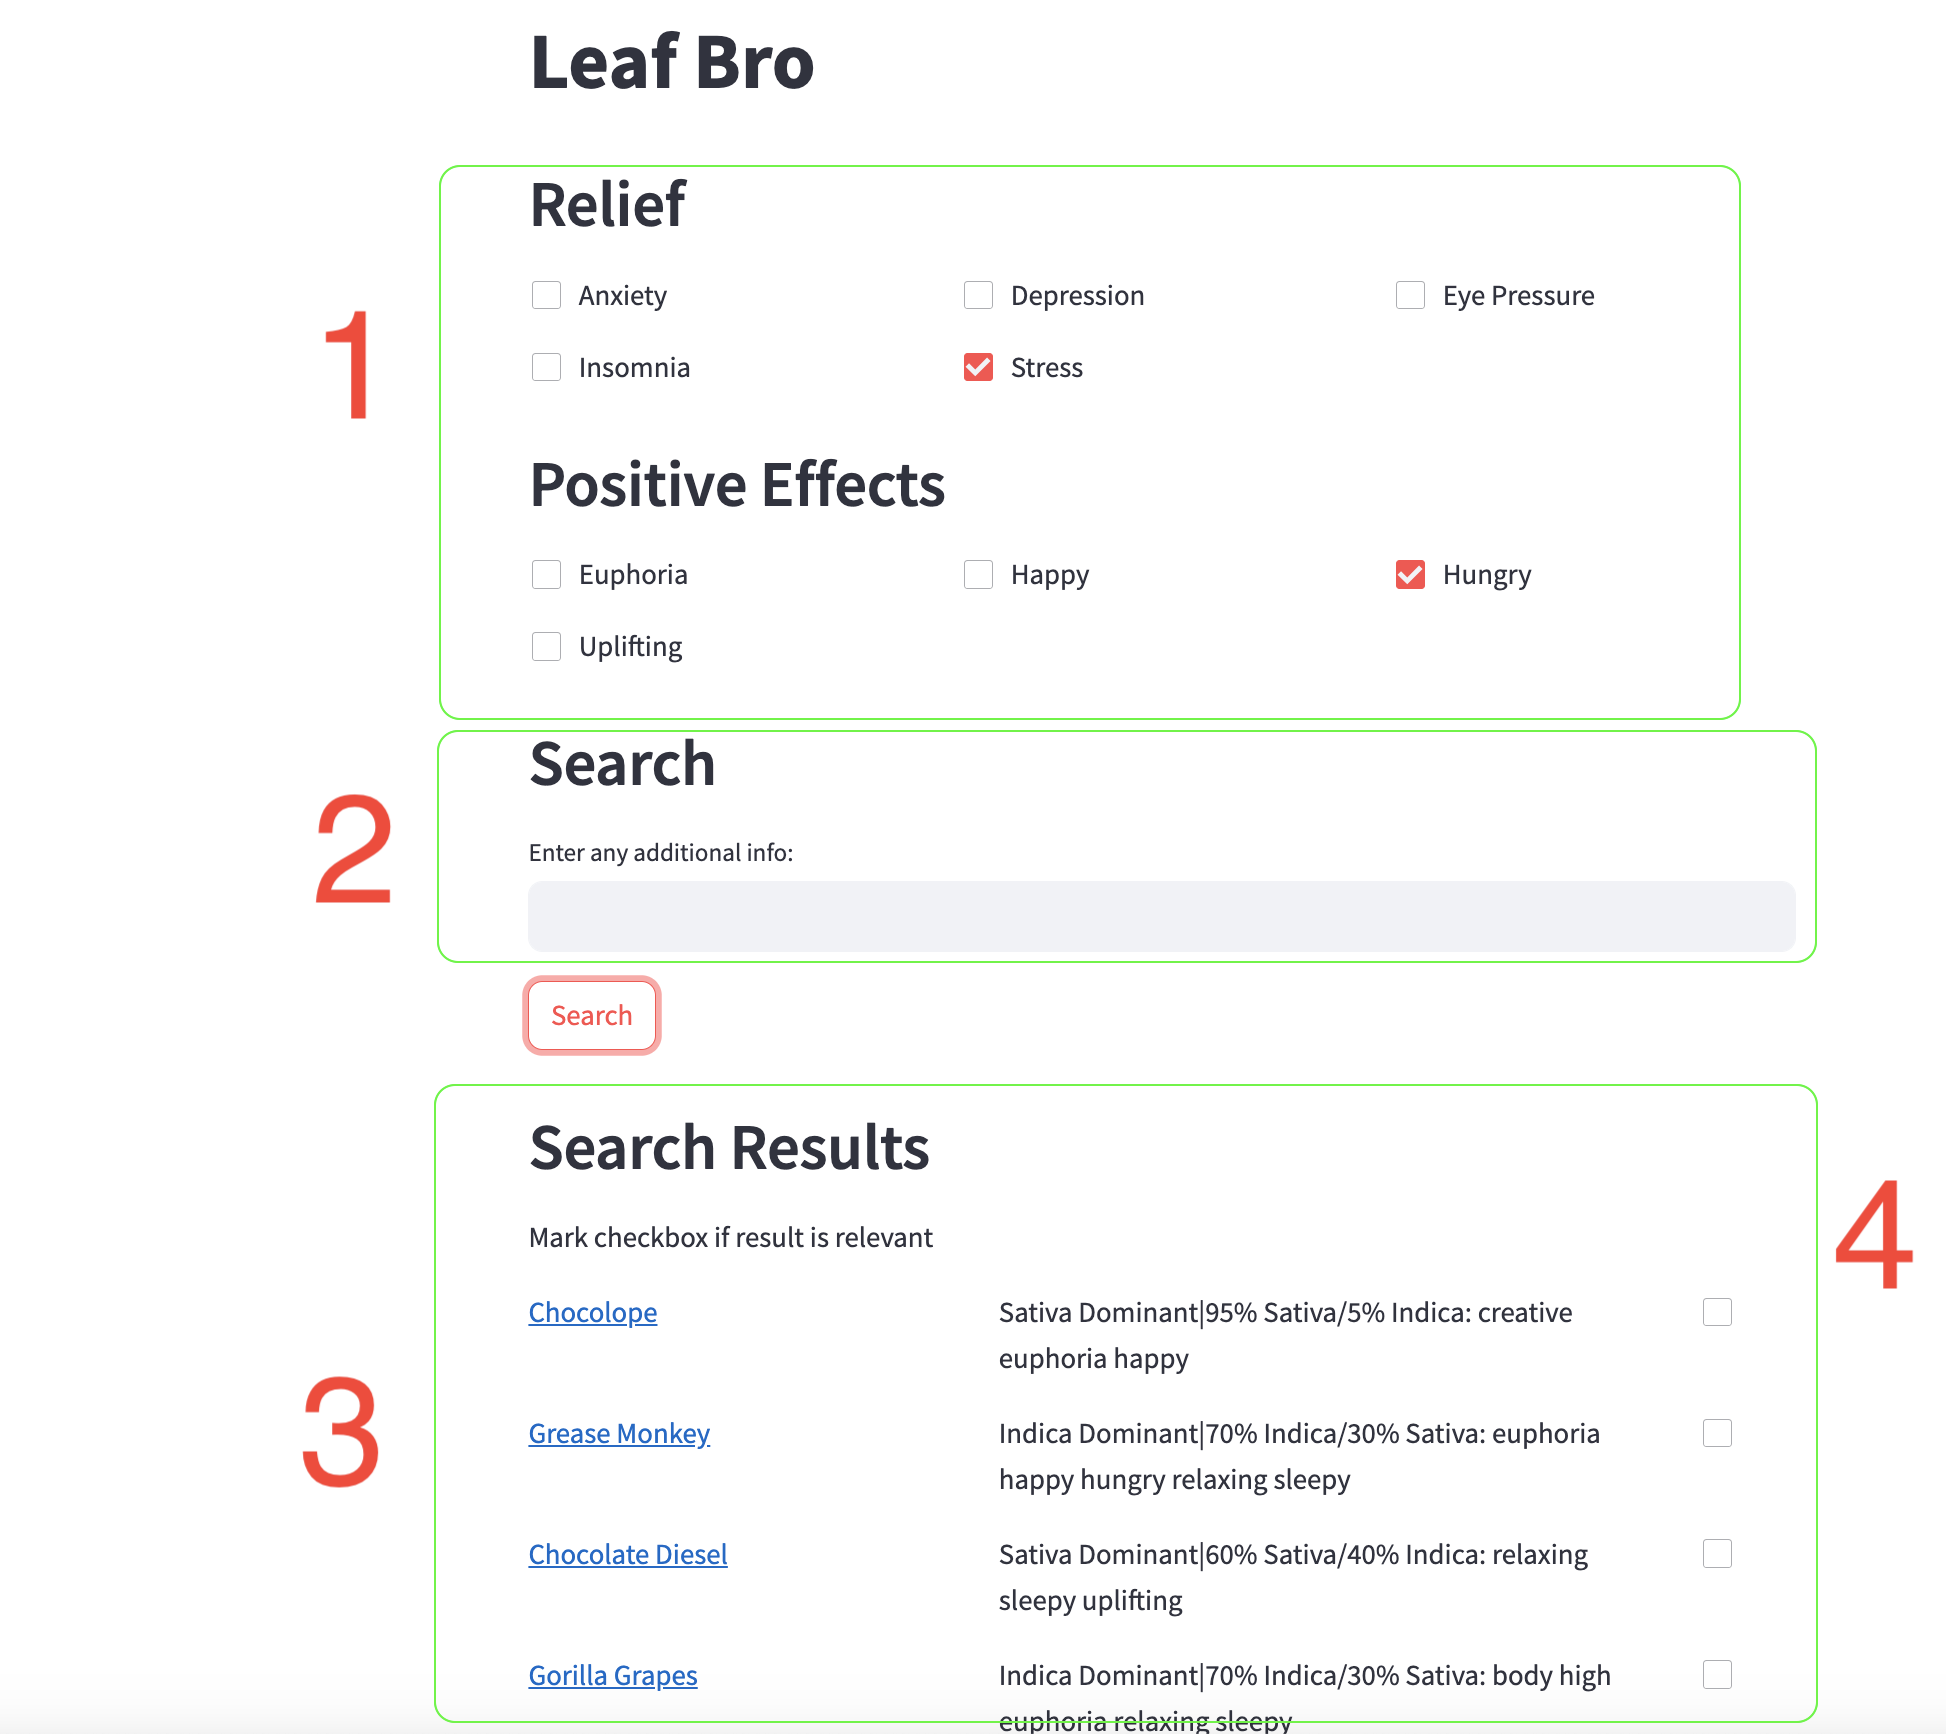 Leaf Bro
Relief
Anxiety
Depression
Eye Pressure
1
Insomnia
Stress
Positive Effects
Euphoria
Happy
Hungry
Uplifting
Search
2
Enter any additional info:
Search
Search Results
4
Mark checkbox if result is relevant
Chocolope
Sativa Dominant|95% Sativa/5% Indica: creative
euphoria happy
3
Grease Monkey
Indica Dominant|70% Indica/30% Sativa: euphoria
happy hungry relaxing sleepy
Chocolate Diesel
Sativa Dominant|60% Sativa/40% Indica: relaxing
sleepy uplifting
Gorilla Grapes
Indica Dominant|70% Indica/30% Sativa: body high
euphoria relaxing sleepy